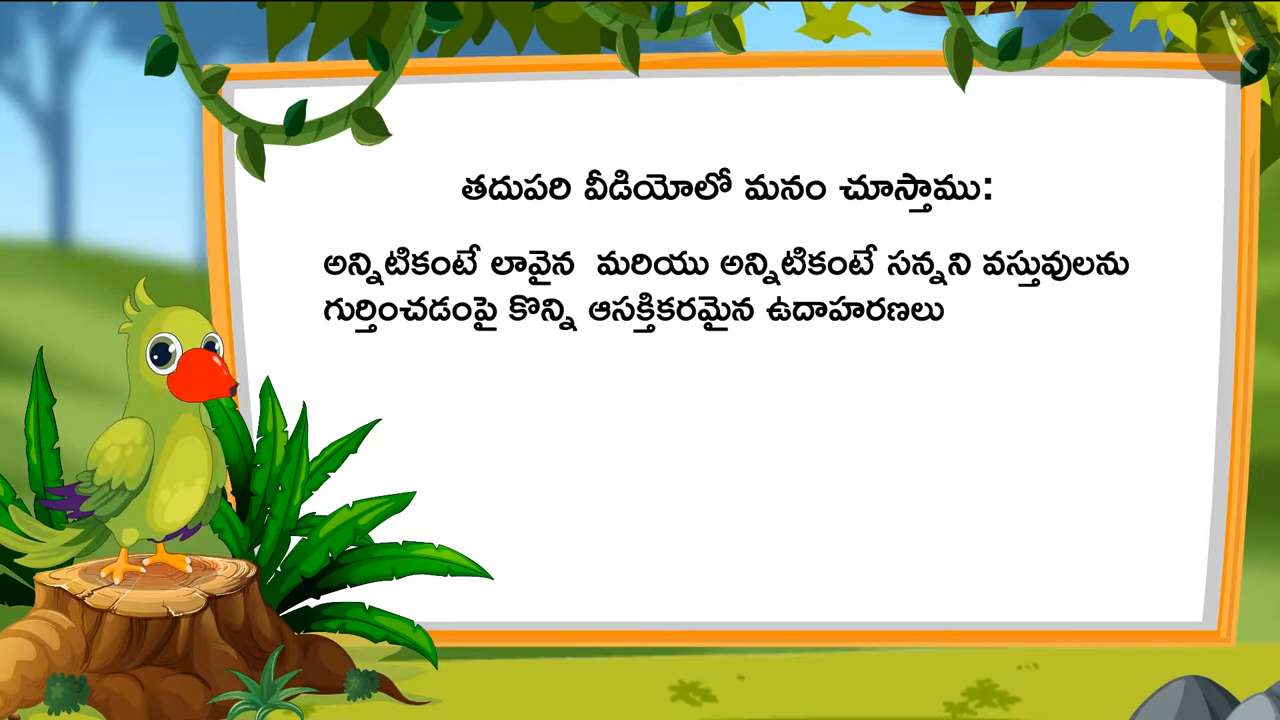 తదుపరి వీడియోలో మనం చూస్తాము:
అన్నిటికంటే లావైన మరియు అన్నిటికంటే సన్నని వస్తువులను
గుర్తించడంపై కొన్ని ఆసక్తికరమైన ఉదాహరణలు